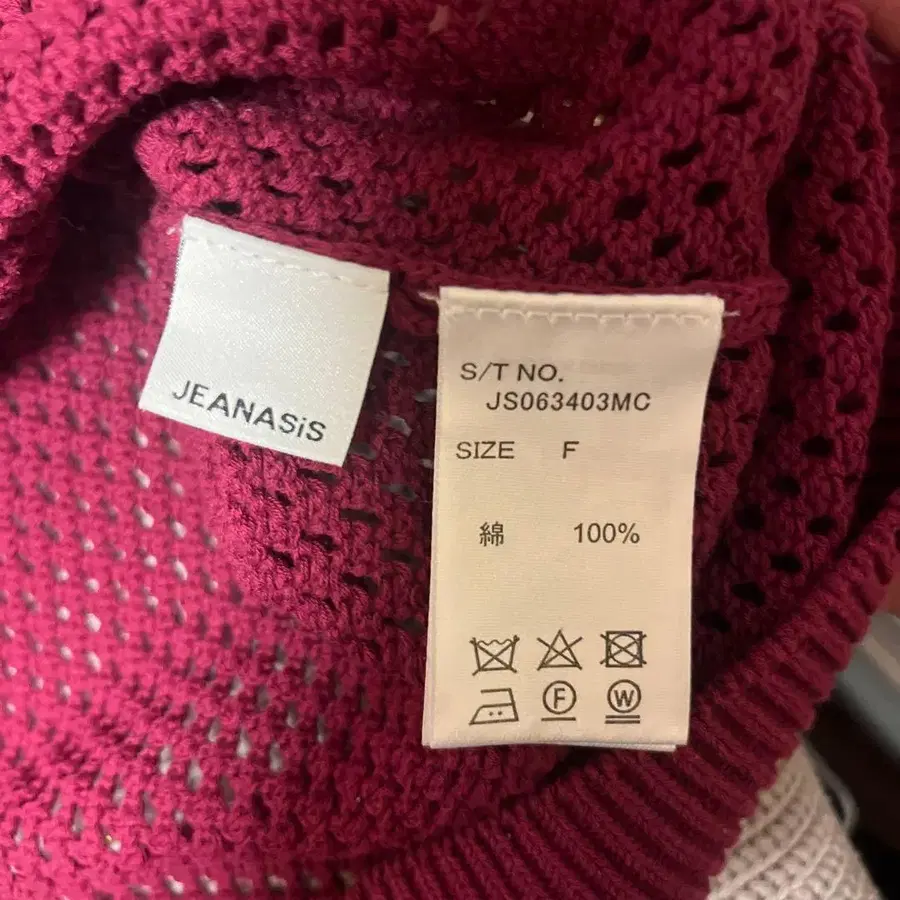 JEANASiS
S/T NO.
JS063403MC
SIZE F
綿 100%
F W